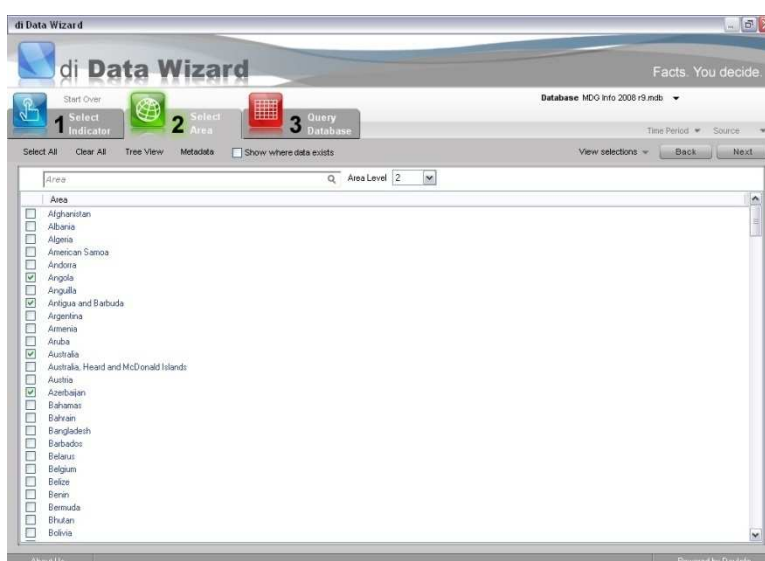 di Data Wizard
di Data Wizard
Facts. You decide.
Start Over
Database MDG Info 2008 r9.mdb
1 Select Indicator
2 Select Area
3 Query Database
Time Period Source
Select All Clear All Tree View Metadata Show where data exists View selections Back Next
Area Area Level 2
Area
Afghanistan
Albania
Algeria
American Samoa
Andorra
Angola
Anguilla
Antigua and Barbuda
Argentina
Armenia
Aruba
Australia
Australia, Heard and McDonald Islands
Austria
Azerbaijan
Bahamas
Bahrain
Bangladesh
Barbados
Belarus
Belgium
Belize
Benin
Bermuda
Bhutan
Bolivia
About Us